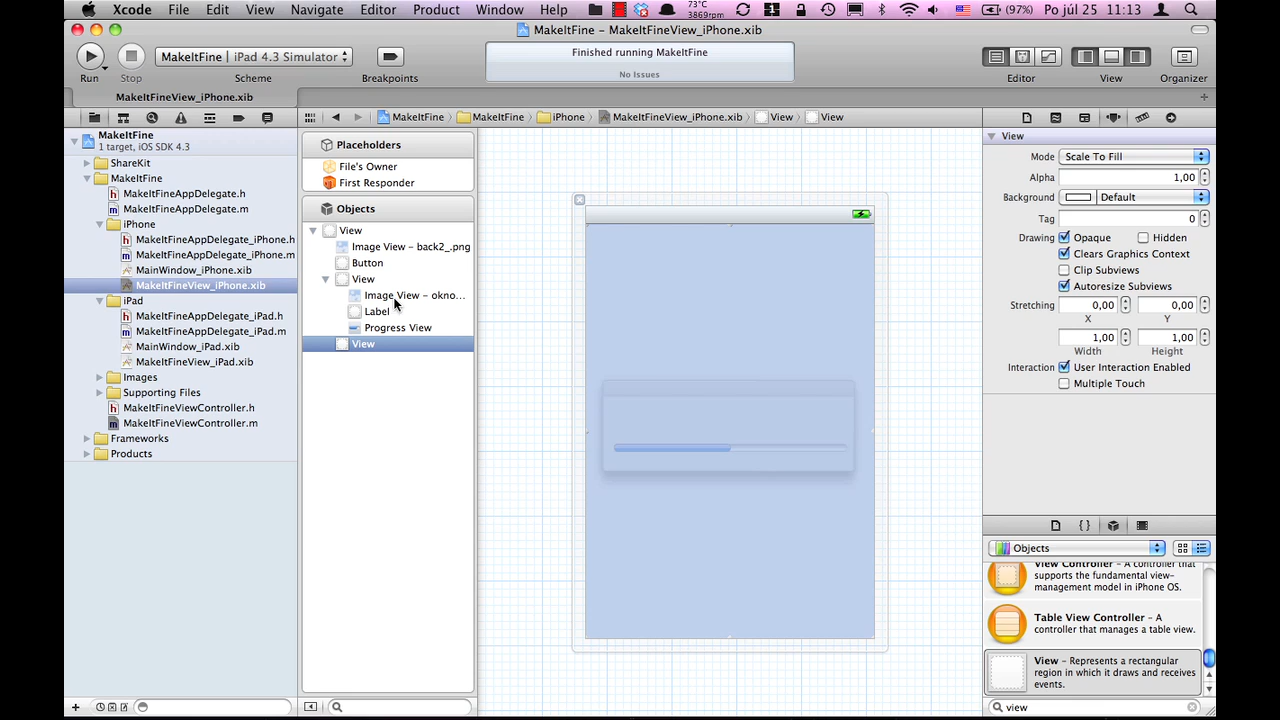 Xcode File Edit View Navigate Editor Product Window Help 73°C 3869rpm 1 (97%) Po júl 25 11:13
MakeItFine – MakeItFineView_iPhone.xib
MakeItFine | iPad 4.3 Simulator
Finished running MakeItFine
No Issues
Run Stop Scheme Breakpoints Editor View Organizer
MakeItFineView_iPhone.xib
MakeItFine
1 target, iOS SDK 4.3
ShareKit
MakeItFine
MakeItFineAppDelegate.h
MakeItFineAppDelegate.m
iPhone
MakeItFineAppDelegate_iPhone.h
MakeItFineAppDelegate_iPhone.m
MainWindow_iPhone.xib
MakeItFineView_iPhone.xib
iPad
MakeItFineAppDelegate_iPad.h
MakeItFineAppDelegate_iPad.m
MainWindow_iPad.xib
MakeItFineView_iPad.xib
Images
Supporting Files
MakeItFineViewController.h
MakeItFineViewController.m
Frameworks
Products
MakeItFine MakeItFine iPhone MakeItFineView_iPhone.xib View View
Placeholders
File's Owner
First Responder
Objects
View
Image View – back2_.png
Button
View
Image View – okno...
Label
Progress View
View
View
Mode Scale To Fill
Alpha 1,00
Background Default
Tag 0
Drawing Opaque Hidden
Clears Graphics Context
Clip Subviews
Autoresize Subviews
Stretching 0,00 0,00
X Y
1,00 1,00
Width Height
Interaction User Interaction Enabled
Multiple Touch
Objects
View Controller – A controller that
supports the fundamental view-
management model in iPhone OS.
Table View Controller – A
controller that manages a table view.
View – Represents a rectangular
region in which it draws and receives
events.
view